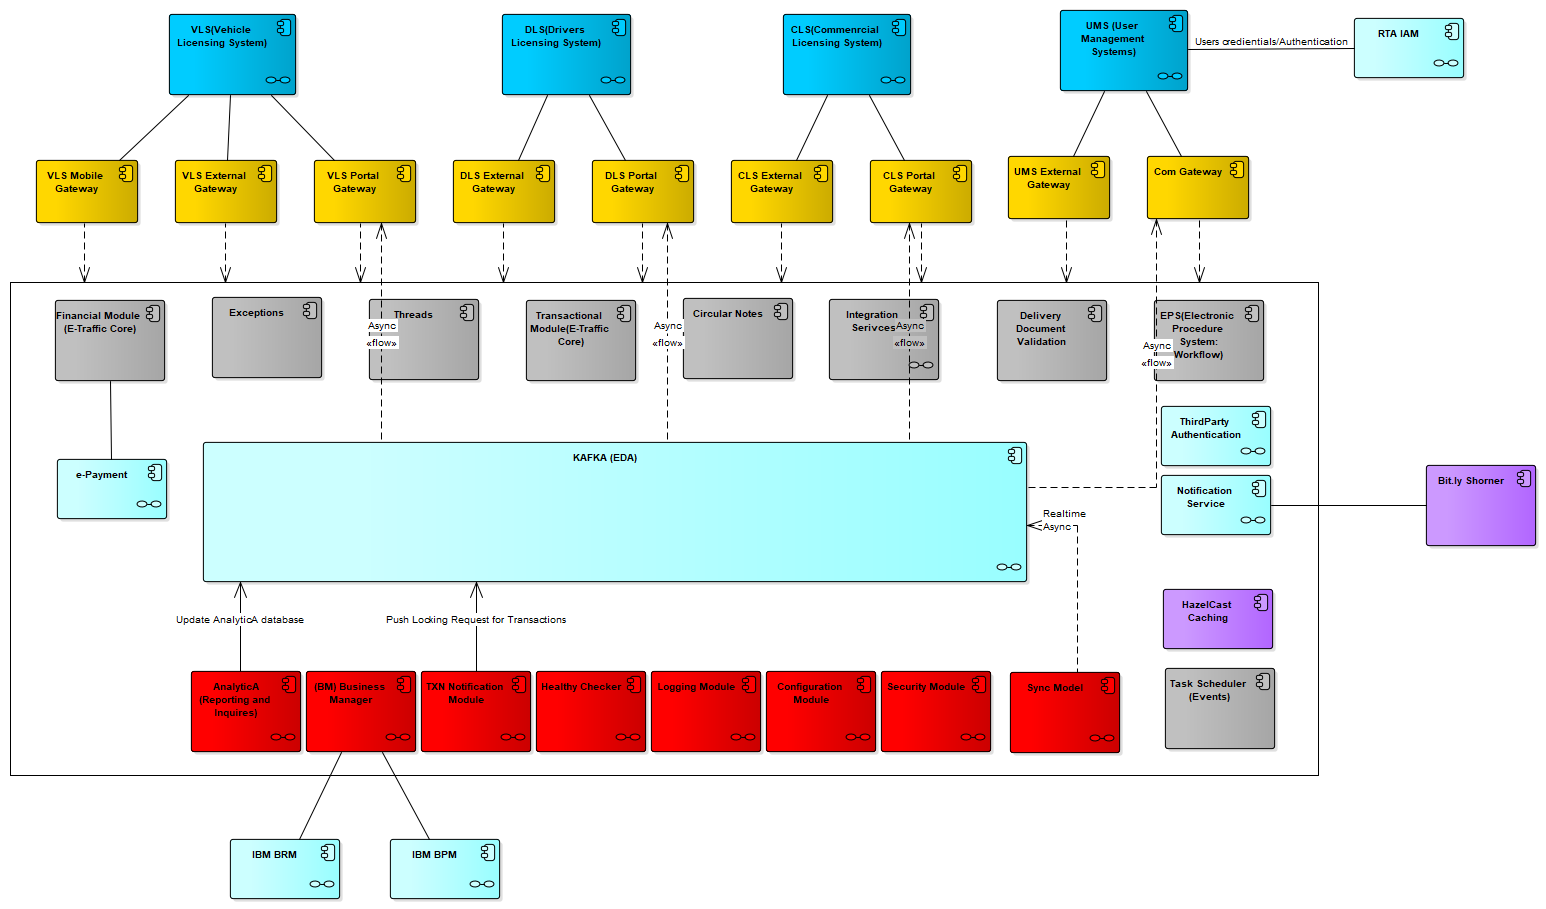 VLS(Vehicle
Licensing System)
DLS(Drivers
Licensing System)
CLS(Commenrcial
Licensing System)
UMS (User
Management
Systems)
Users credientials/Authentication
RTA IAM
VLS Mobile
Gateway
VLS External
Gateway
VLS Portal
Gateway
DLS External
Gateway
DLS Portal
Gateway
CLS External
Gateway
CLS Portal
Gateway
UMS External
Gateway
Com Gateway
Financial Module
(E-Traffic Core)
Exceptions
Threads
Async
«flow»
Transactional
Module(E-Traffic
Core)
Async
«flow»
Circular Notes
Integration
Serivces
Async
«flow»
Delivery
Document
Validation
EPS(Electronic
Procedure
System:
Workflow)
Async
«flow»
ThirdParty
Authentication
e-Payment
KAFKA (EDA)
Notification
Service
Bit.ly Shorner
Realtime
Async
HazelCast
Caching
Update AnalyticA database
Push Locking Request for Transactions
AnalyticA
(Reporting and
Inquires)
(BM) Business
Manager
TXN Notification
Module
Healthy Checker
Logging Module
Configuration
Module
Security Module
Sync Model
Task Scheduler
(Events)
IBM BRM
IBM BPM